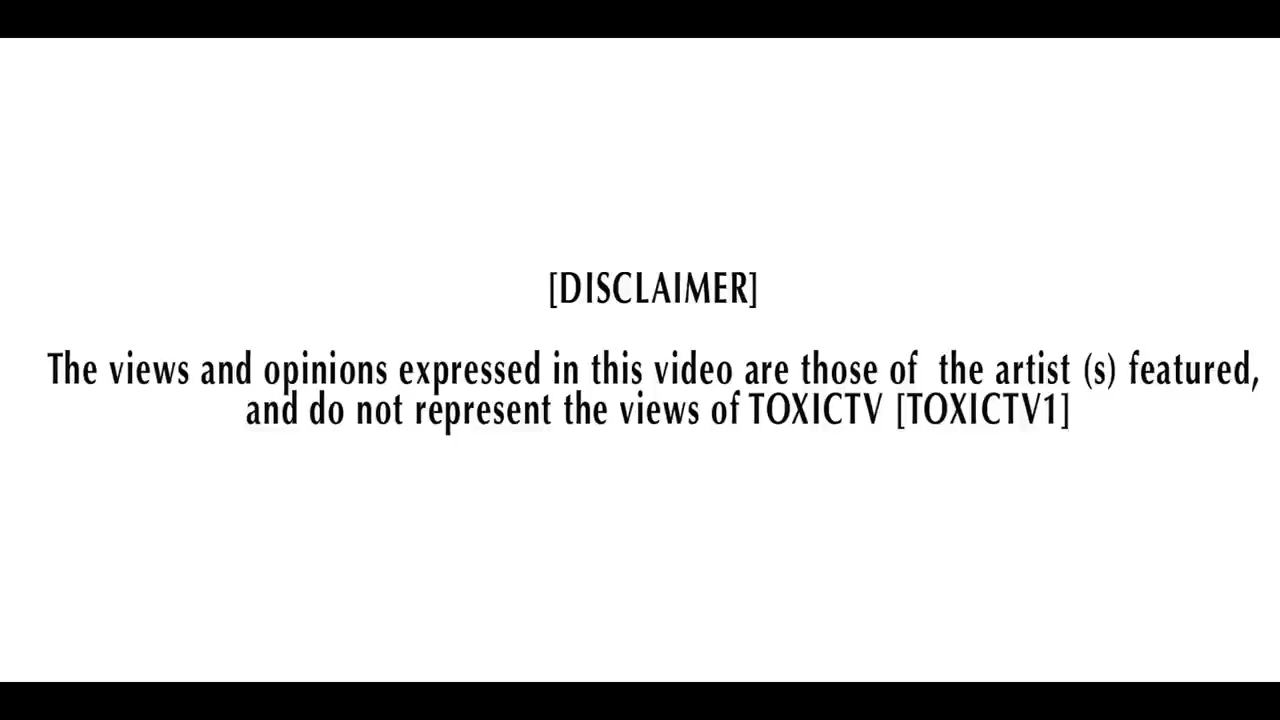 [DISCLAIMER]
The views and opinions expressed in this video are those of  the artist (s) featured,
and do not represent the views of TOXICTV [TOXICTV1]